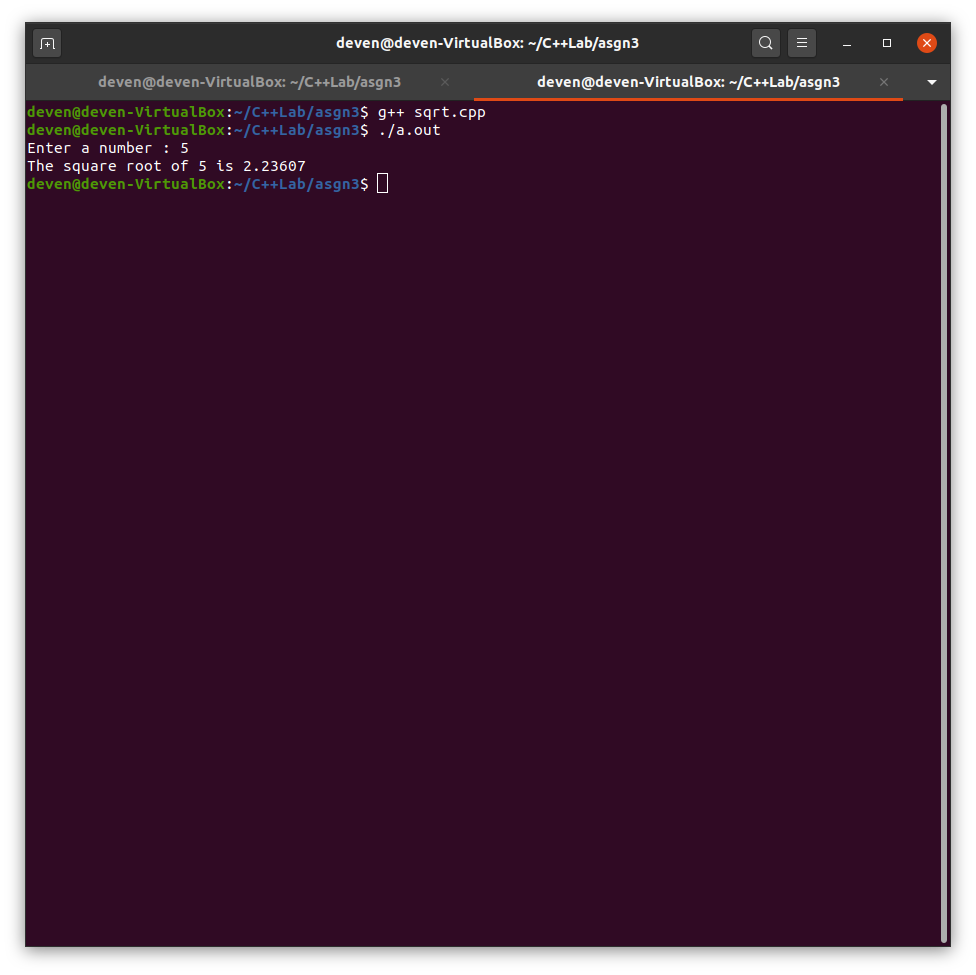 deven@deven-VirtualBox: ~/C++Lab/asgn3
deven@deven-VirtualBox: ~/C++Lab/asgn3
deven@deven-VirtualBox: ~/C++Lab/asgn3
deven@deven-VirtualBox:~/C++Lab/asgn3$ g++ sqrt.cpp
deven@deven-VirtualBox:~/C++Lab/asgn3$ ./a.out
Enter a number : 5
The square root of 5 is 2.23607
deven@deven-VirtualBox:~/C++Lab/asgn3$